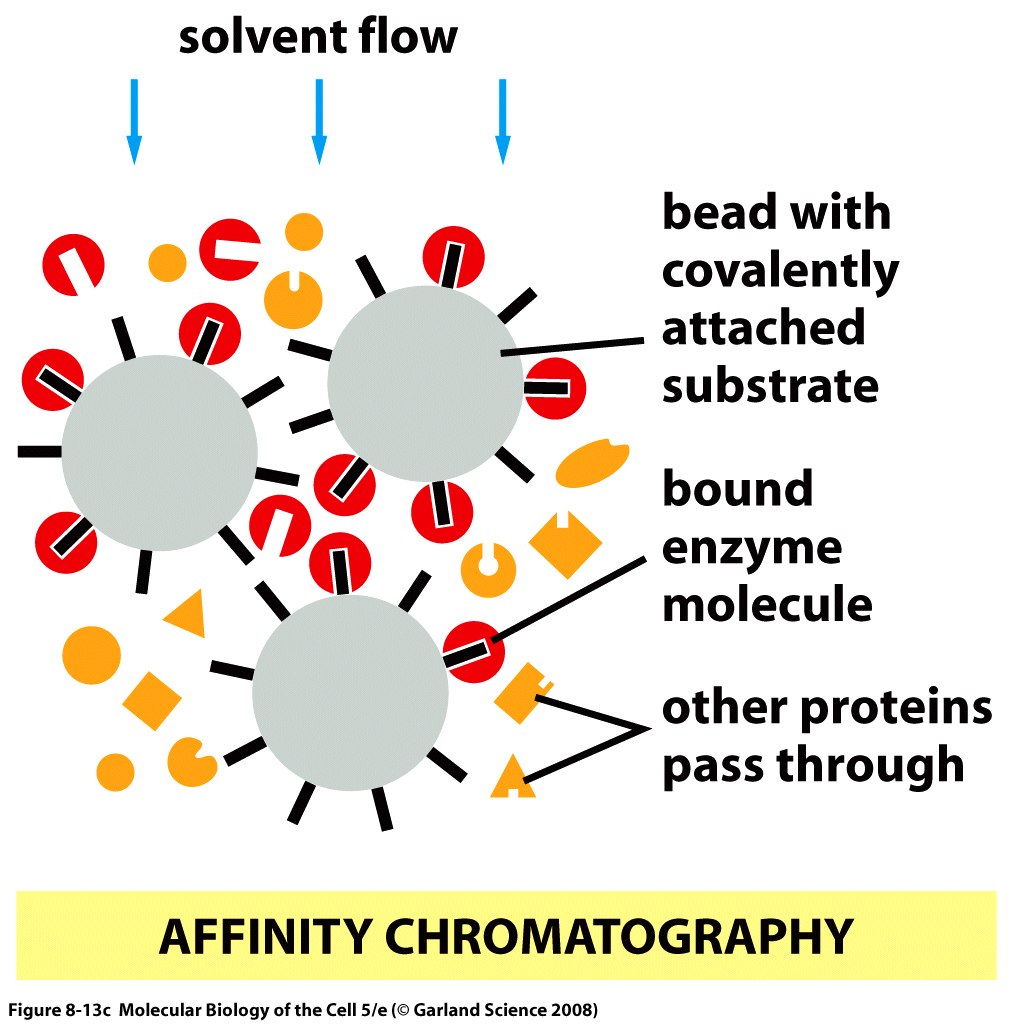 solvent flow
bead with
covalently
attached
substrate
bound
enzyme
molecule
other proteins
pass through
AFFINITY CHROMATOGRAPHY
Figure 8-13c  Molecular Biology of the Cell 5/e (© Garland Science 2008)